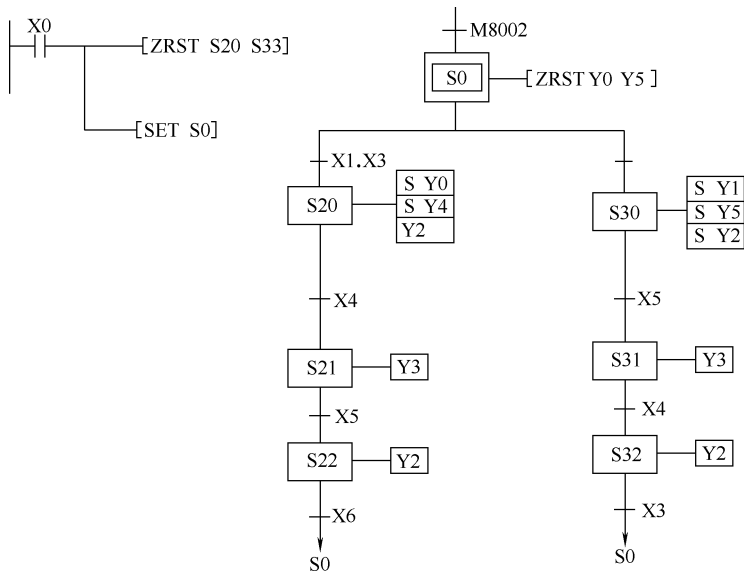 X0
[ZRST S20 S33]
[SET S0]
M8002
S0
[ZRST Y0 Y5]
X1.X3
S20
S Y0
S Y4
Y2
S30
S Y1
S Y5
S Y2
X4
X5
S21
Y3
S31
Y3
X5
X4
S22
Y2
S32
Y2
X6
X3
S0
S0